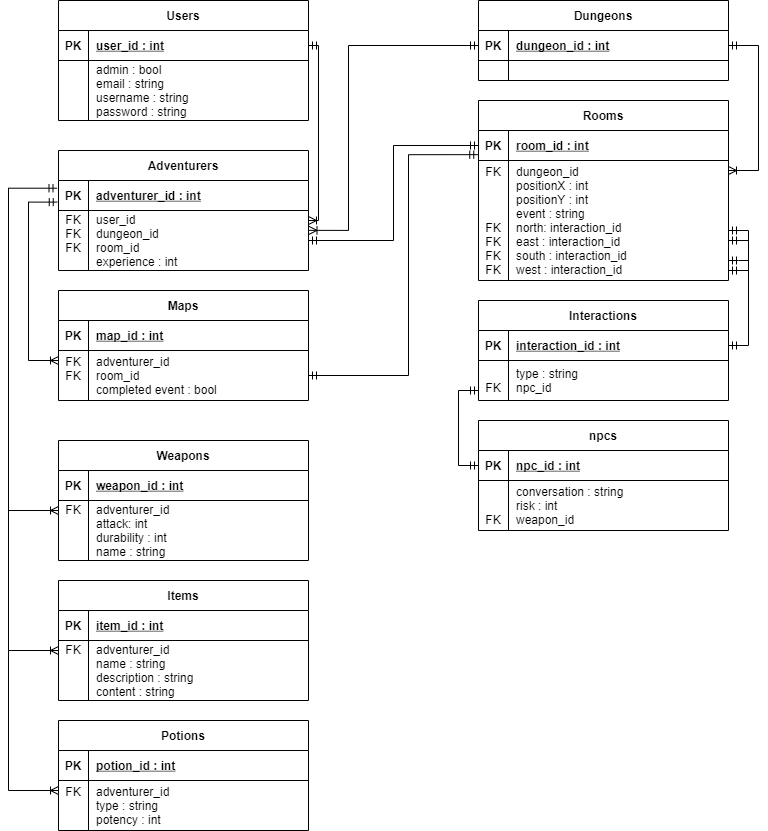 Users
PK user_id : int
admin : bool
email : string
username : string
password : string
Adventurers
PK adventurer_id : int
FK user_id
FK dungeon_id
FK room_id
experience : int
Maps
PK map_id : int
FK adventurer_id
FK room_id
completed event : bool
Weapons
PK weapon_id : int
FK adventurer_id
attack: int
durability : int
name : string
Items
PK item_id : int
FK adventurer_id
name : string
description : string
content : string
Potions
PK potion_id : int
FK adventurer_id
type : string
potency : int
Dungeons
PK dungeon_id : int
Rooms
PK room_id : int
FK dungeon_id
positionX : int
positionY : int
event : string
FK north: interaction_id
FK east : interaction_id
FK south : interaction_id
FK west : interaction_id
Interactions
PK interaction_id : int
type : string
FK npc_id
npcs
PK npc_id : int
conversation : string
risk : int
FK weapon_id